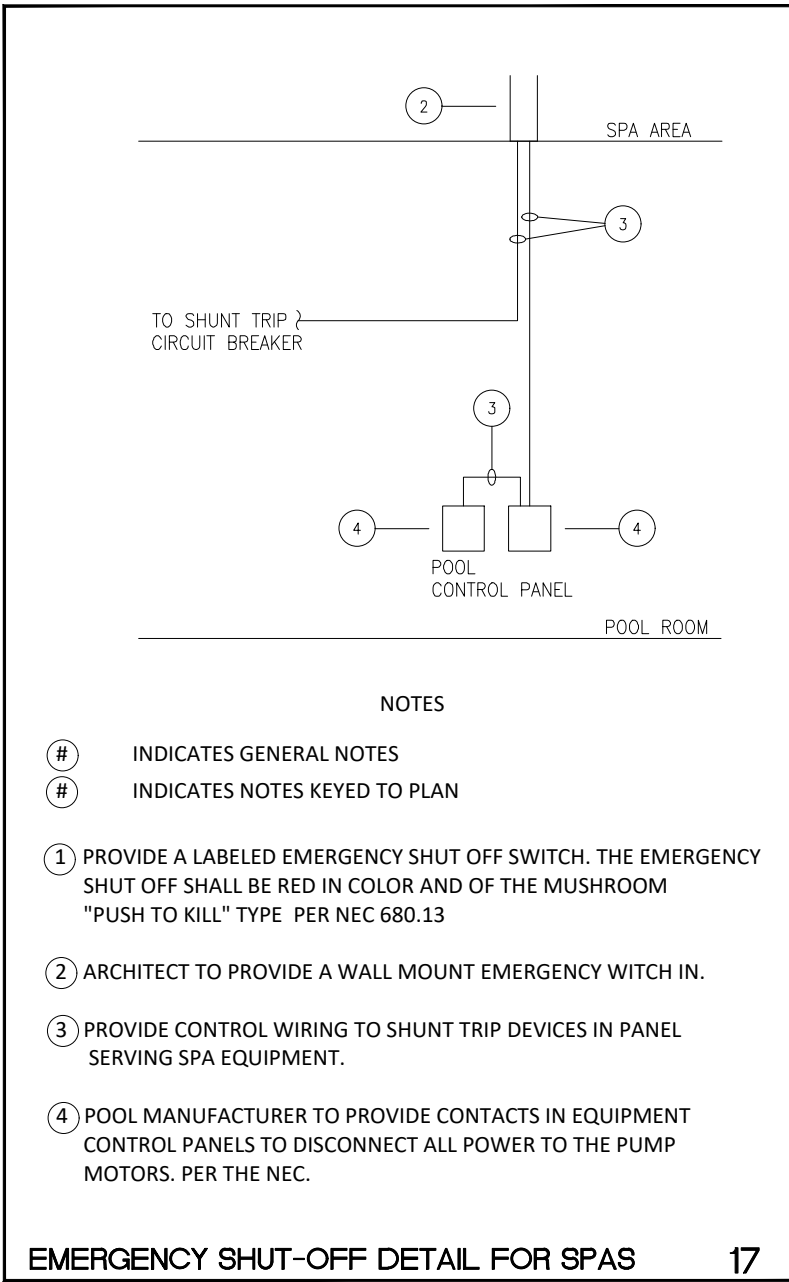 2
SPA AREA
3
TO SHUNT TRIP
CIRCUIT BREAKER
3
4
4
POOL
CONTROL PANEL
POOL ROOM
NOTES
# INDICATES GENERAL NOTES
# INDICATES NOTES KEYED TO PLAN
1 PROVIDE A LABELED EMERGENCY SHUT OFF SWITCH. THE EMERGENCY
SHUT OFF SHALL BE RED IN COLOR AND OF THE MUSHROOM
"PUSH TO KILL" TYPE PER NEC 680.13
2 ARCHITECT TO PROVIDE A WALL MOUNT EMERGENCY WITCH IN.
3 PROVIDE CONTROL WIRING TO SHUNT TRIP DEVICES IN PANEL
SERVING SPA EQUIPMENT.
4 POOL MANUFACTURER TO PROVIDE CONTACTS IN EQUIPMENT
CONTROL PANELS TO DISCONNECT ALL POWER TO THE PUMP
MOTORS. PER THE NEC.
EMERGENCY SHUT-OFF DETAIL FOR SPAS 17